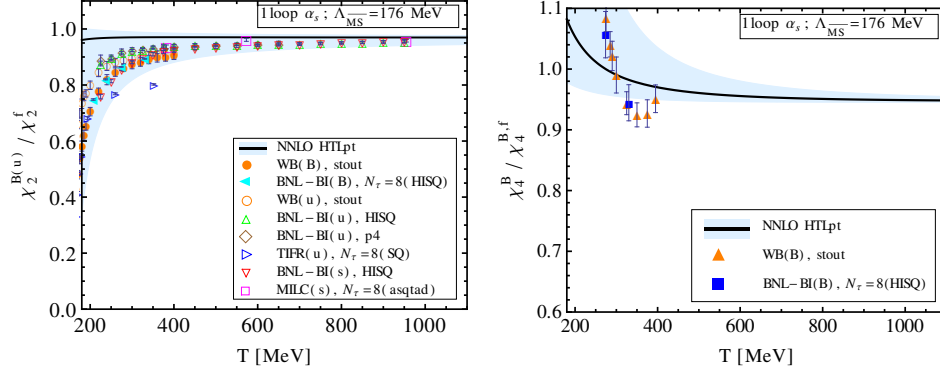 1 loop α_s ; Λ_MS̅ = 176 MeV
χ_2^B(u) / χ_2^f
1.0
0.8
0.6
0.4
0.2
0.0
NNLO HTLpt
WB(B) , stout
BNL−BI(B) , N_τ = 8(HISQ)
WB(u) , stout
BNL−BI(u) , HISQ
BNL−BI(u) , p4
TIFR(u) , N_τ = 8(SQ)
BNL−BI(s) , HISQ
MILC(s) , N_τ = 8(asqtad)
200 400 600 800 1000
T [MeV]
1 loop α_s ; Λ_MS̅ = 176 MeV
χ_4^B / χ_4^B,f
1.1
1.0
0.9
0.8
0.7
0.6
NNLO HTLpt
WB(B) , stout
BNL−BI(B) , N_τ = 8(HISQ)
200 400 600 800 1000
T [MeV]